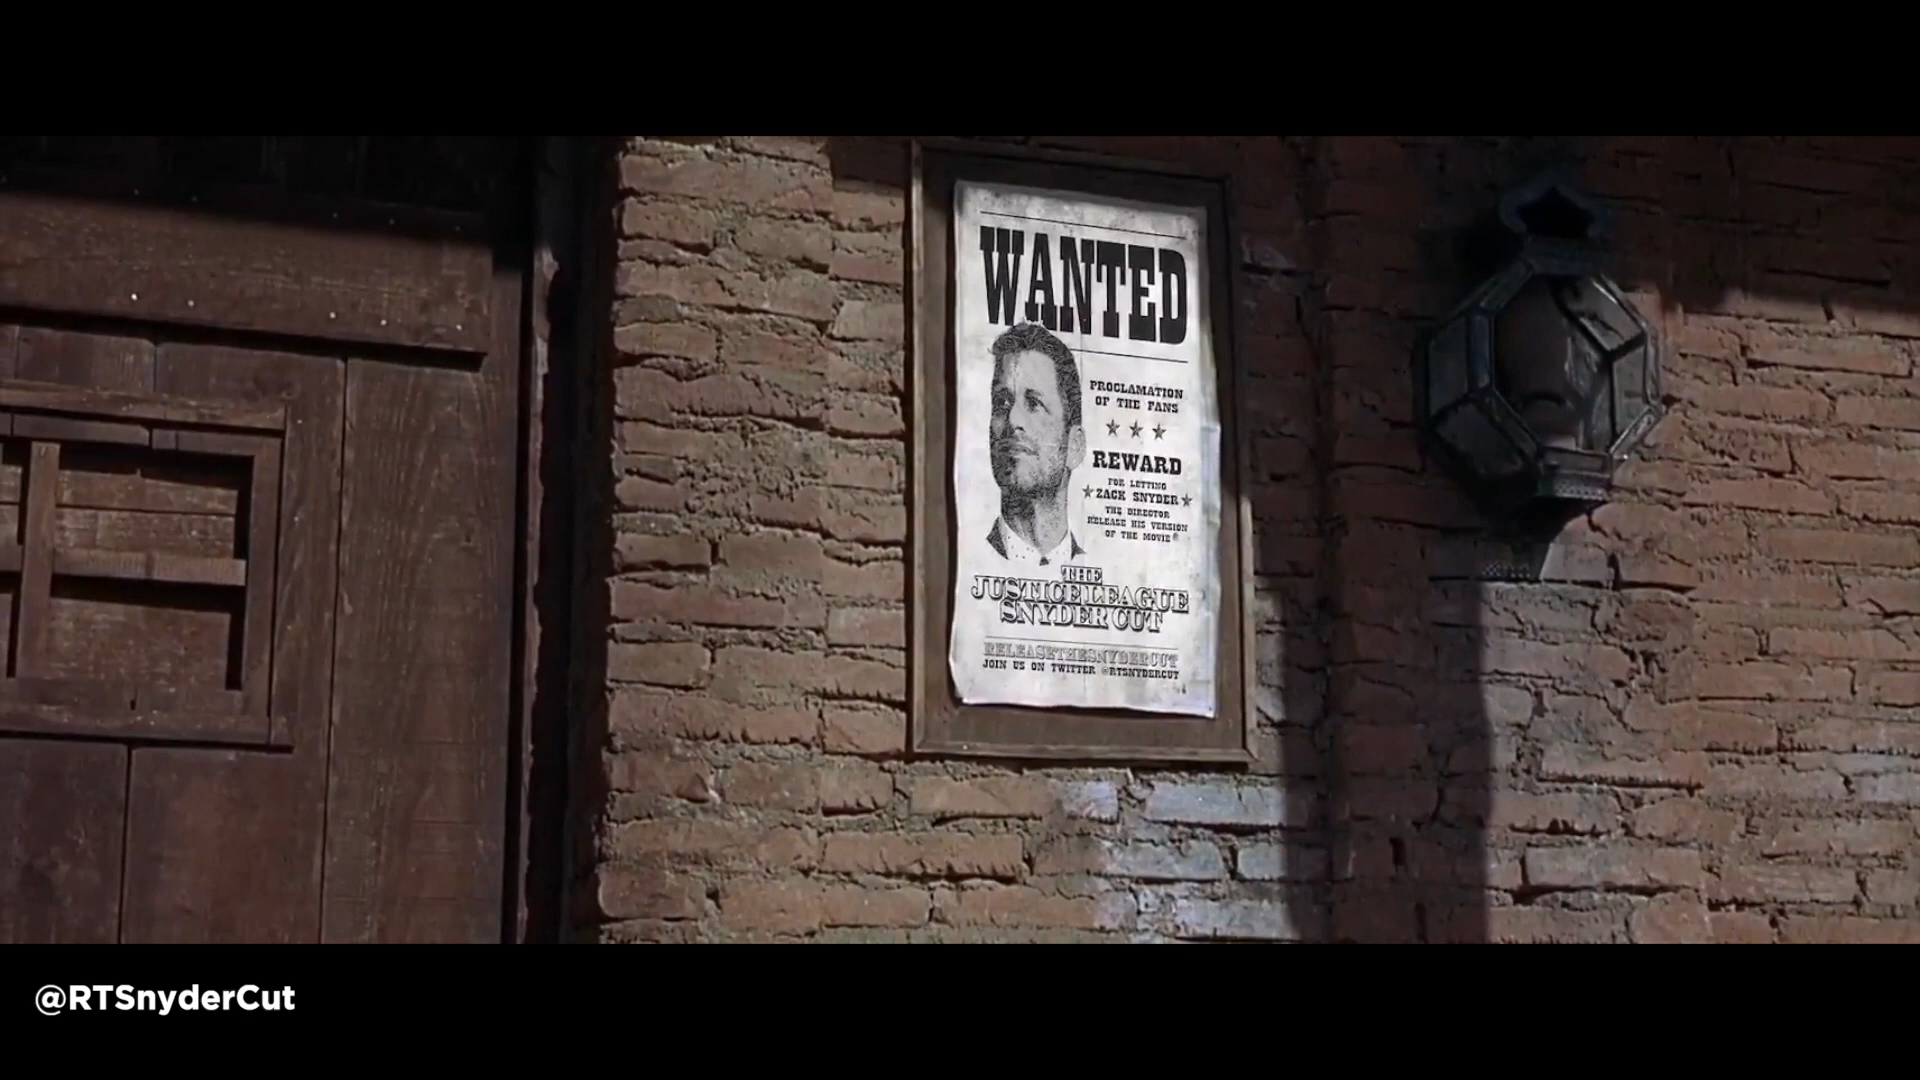 WANTED
PROCLAMATION
OF THE FANS
REWARD
FOR LETTING
ZACK SNYDER
THE DIRECTOR
RELEASE HIS VERSION
OF THE MOVIE
THE
JUSTICE LEAGUE
SNYDER CUT
RELEASETHESNYDERCUT
JOIN US ON TWITTER @RTSNYDERCUT
@RTSnyderCut